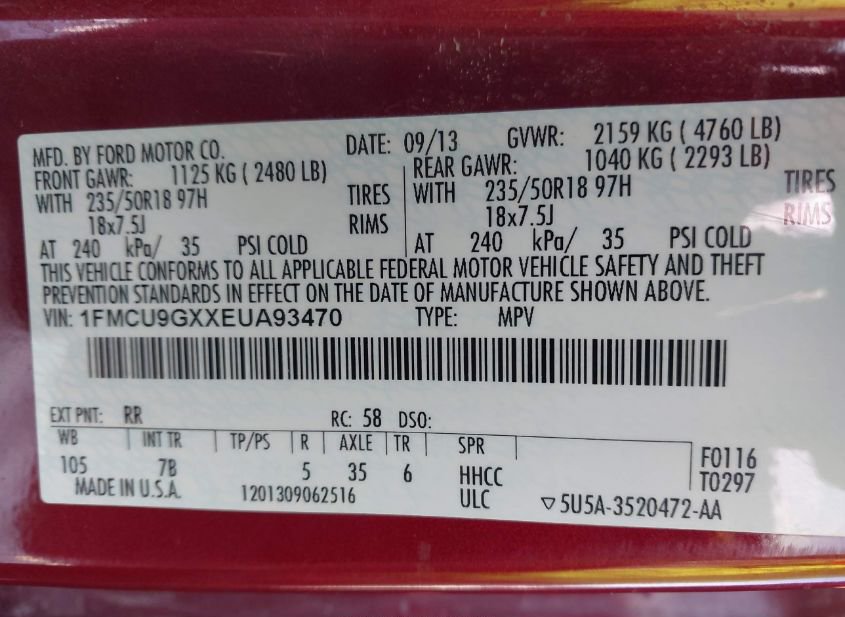 MFD. BY FORD MOTOR CO. DATE: 09/13 GVWR: 2159 KG ( 4760 LB)
FRONT GAWR: 1125 KG ( 2480 LB) REAR GAWR: 1040 KG ( 2293 LB)
WITH 235/50R18 97H TIRES WITH 235/50R18 97H TIRES
18x7.5J RIMS 18x7.5J RIMS
AT 240 kPa/ 35 PSI COLD AT 240 kPa/ 35 PSI COLD
THIS VEHICLE CONFORMS TO ALL APPLICABLE FEDERAL MOTOR VEHICLE SAFETY AND THEFT
PREVENTION STANDARDS IN EFFECT ON THE DATE OF MANUFACTURE SHOWN ABOVE.
VIN: 1FMCU9GXXEUA93470 TYPE: MPV
EXT PNT: RR RC: 58 DSO:
WB INT TR TP/PS R AXLE TR SPR F0116
105 7B 5 35 6 HHCC T0297
MADE IN U.S.A. 1201309062516 ULC ▽5U5A-3520472-AA